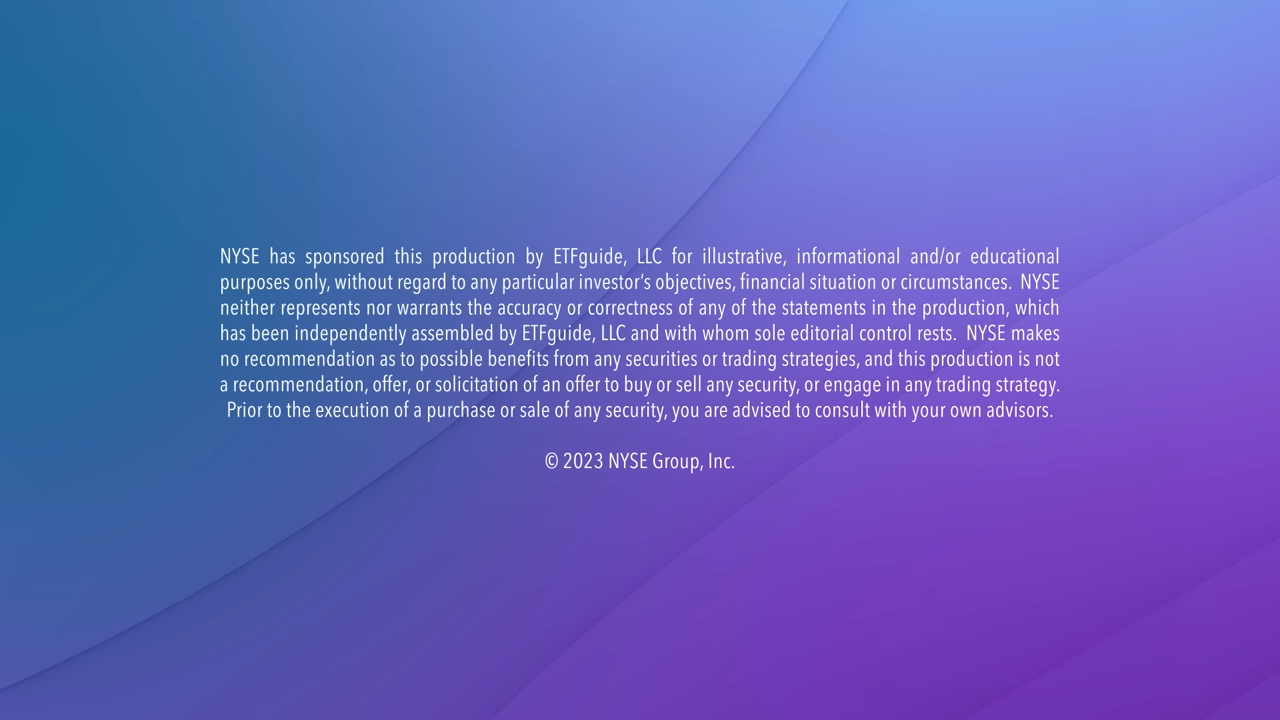 NYSE has sponsored this production by ETFguide, LLC for illustrative, informational and/or educational
purposes only, without regard to any particular investor's objectives, financial situation or circumstances.  NYSE
neither represents nor warrants the accuracy or correctness of any of the statements in the production, which
has been independently assembled by ETFguide, LLC and with whom sole editorial control rests.  NYSE makes
no recommendation as to possible benefits from any securities or trading strategies, and this production is not
a recommendation, offer, or solicitation of an offer to buy or sell any security, or engage in any trading strategy.
Prior to the execution of a purchase or sale of any security, you are advised to consult with your own advisors.
© 2023 NYSE Group, Inc.